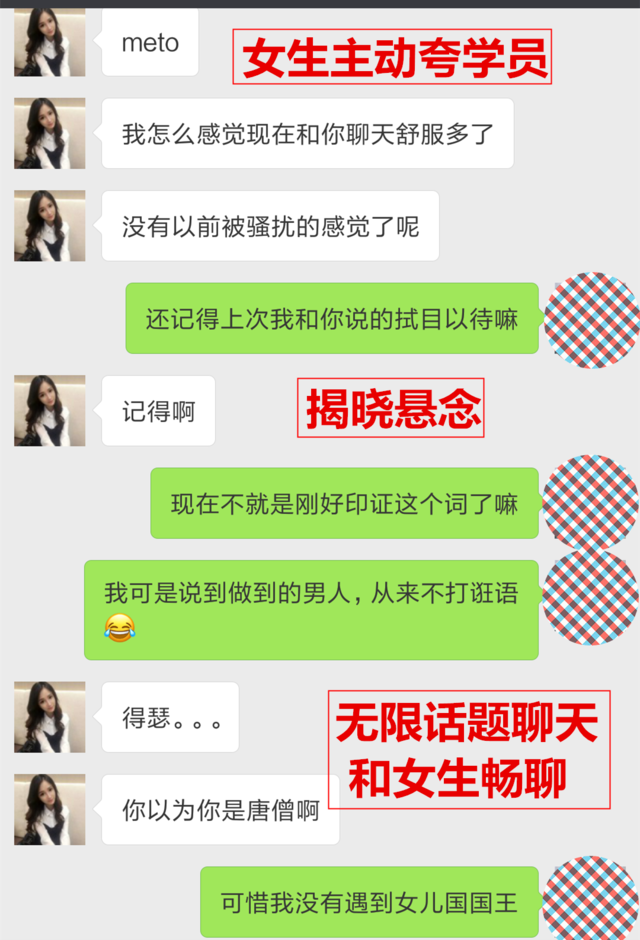 meto
女生主动夸学员
我怎么感觉现在和你聊天舒服多了
没有以前被骚扰的感觉了呢
还记得上次我和你说的拭目以待嘛
记得啊
揭晓悬念
现在不就是刚好印证这个词了嘛
我可是说到做到的男人，从来不打诳语
😂
得瑟。。。
无限话题聊天
和女生畅聊
你以为你是唐僧啊
可惜我没有遇到女儿国国王